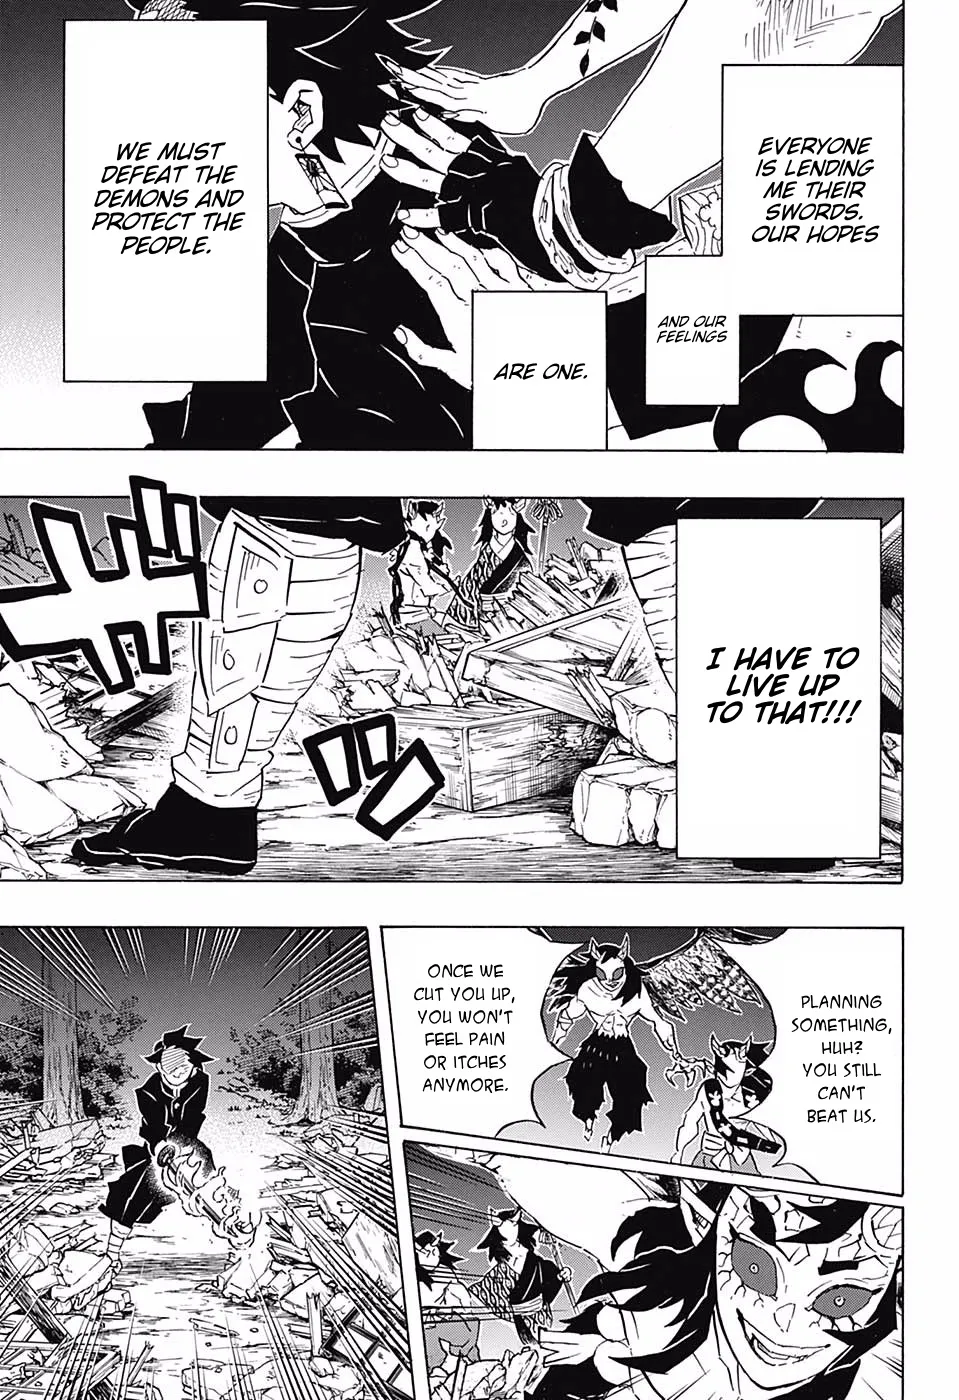 EVERYONE
IS LENDING
ME THEIR
SWORDS.
OUR HOPES
AND OUR
FEELINGS
ARE ONE.
WE MUST
DEFEAT THE
DEMONS AND
PROTECT THE
PEOPLE.
I HAVE TO
LIVE UP
TO THAT!!!
PLANNING
SOMETHING,
HUH?
YOU STILL
CAN'T
BEAT US.
ONCE WE
CUT YOU UP,
YOU WON'T
FEEL PAIN
OR ITCHES
ANYMORE.